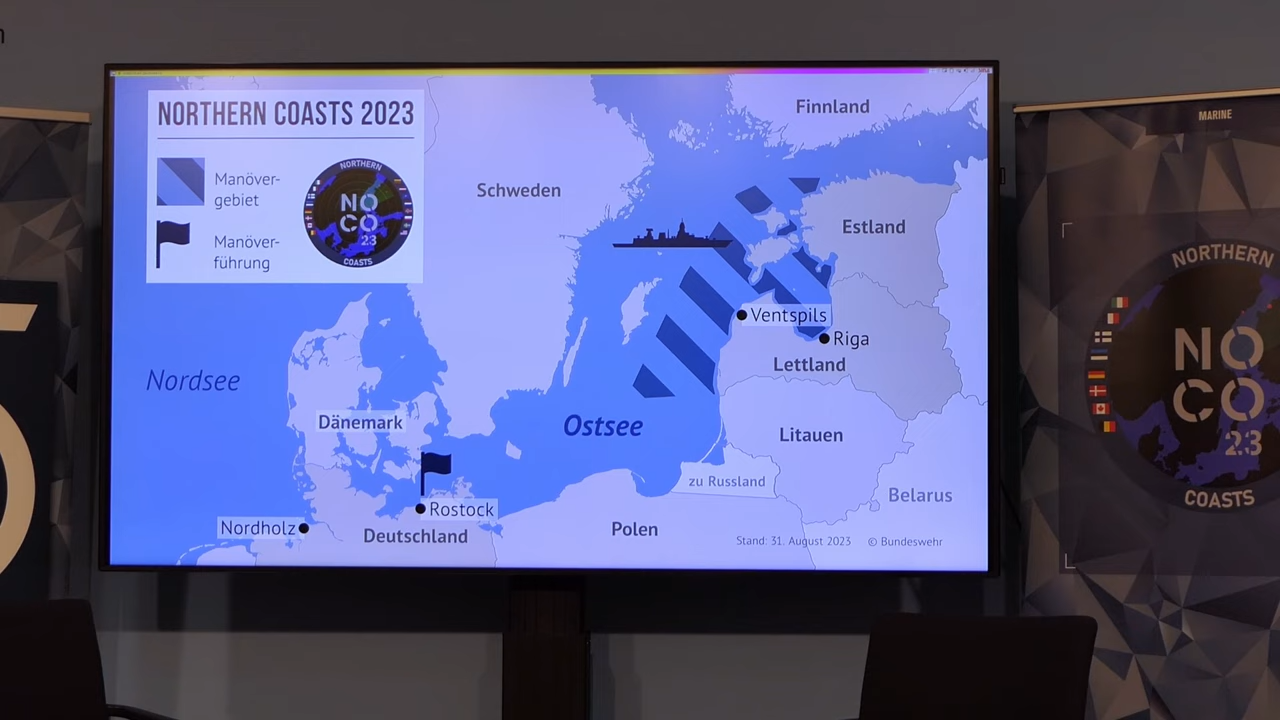 n
NORTHERN COASTS 2023
Manöver-
gebiet
Manöver-
führung
NORTHERN
NO
CO
23
COASTS
Finnland
Schweden
Estland
Ventspils
Riga
Lettland
Nordsee
Dänemark
Ostsee
Litauen
zu Russland
Belarus
Rostock
Nordholz
Deutschland
Polen
Stand: 31. August 2023 © Bundeswehr
MARINE
NORTHERN
NO
CO
23
COASTS